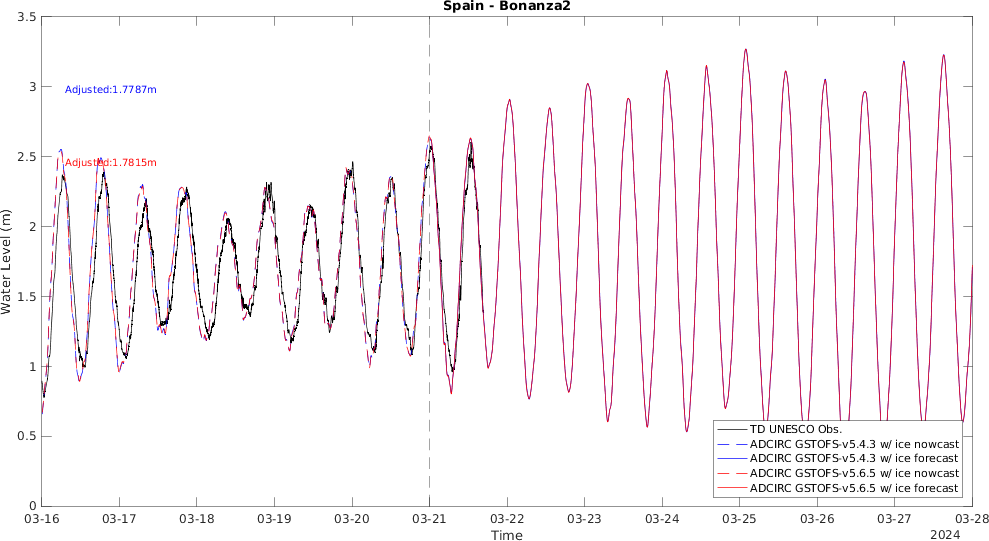 Spain - Bonanza2
3.5
3
2.5
2
1.5
1
0.5
0
Water Level (m)
Adjusted:1.7787m
Adjusted:1.7815m
TD UNESCO Obs.
ADCIRC GSTOFS-v5.4.3 w/ ice nowcast
ADCIRC GSTOFS-v5.4.3 w/ ice forecast
ADCIRC GSTOFS-v5.6.5 w/ ice nowcast
ADCIRC GSTOFS-v5.6.5 w/ ice forecast
03-16 03-17 03-18 03-19 03-20 03-21 03-22 03-23 03-24 03-25 03-26 03-27 03-28
Time
2024